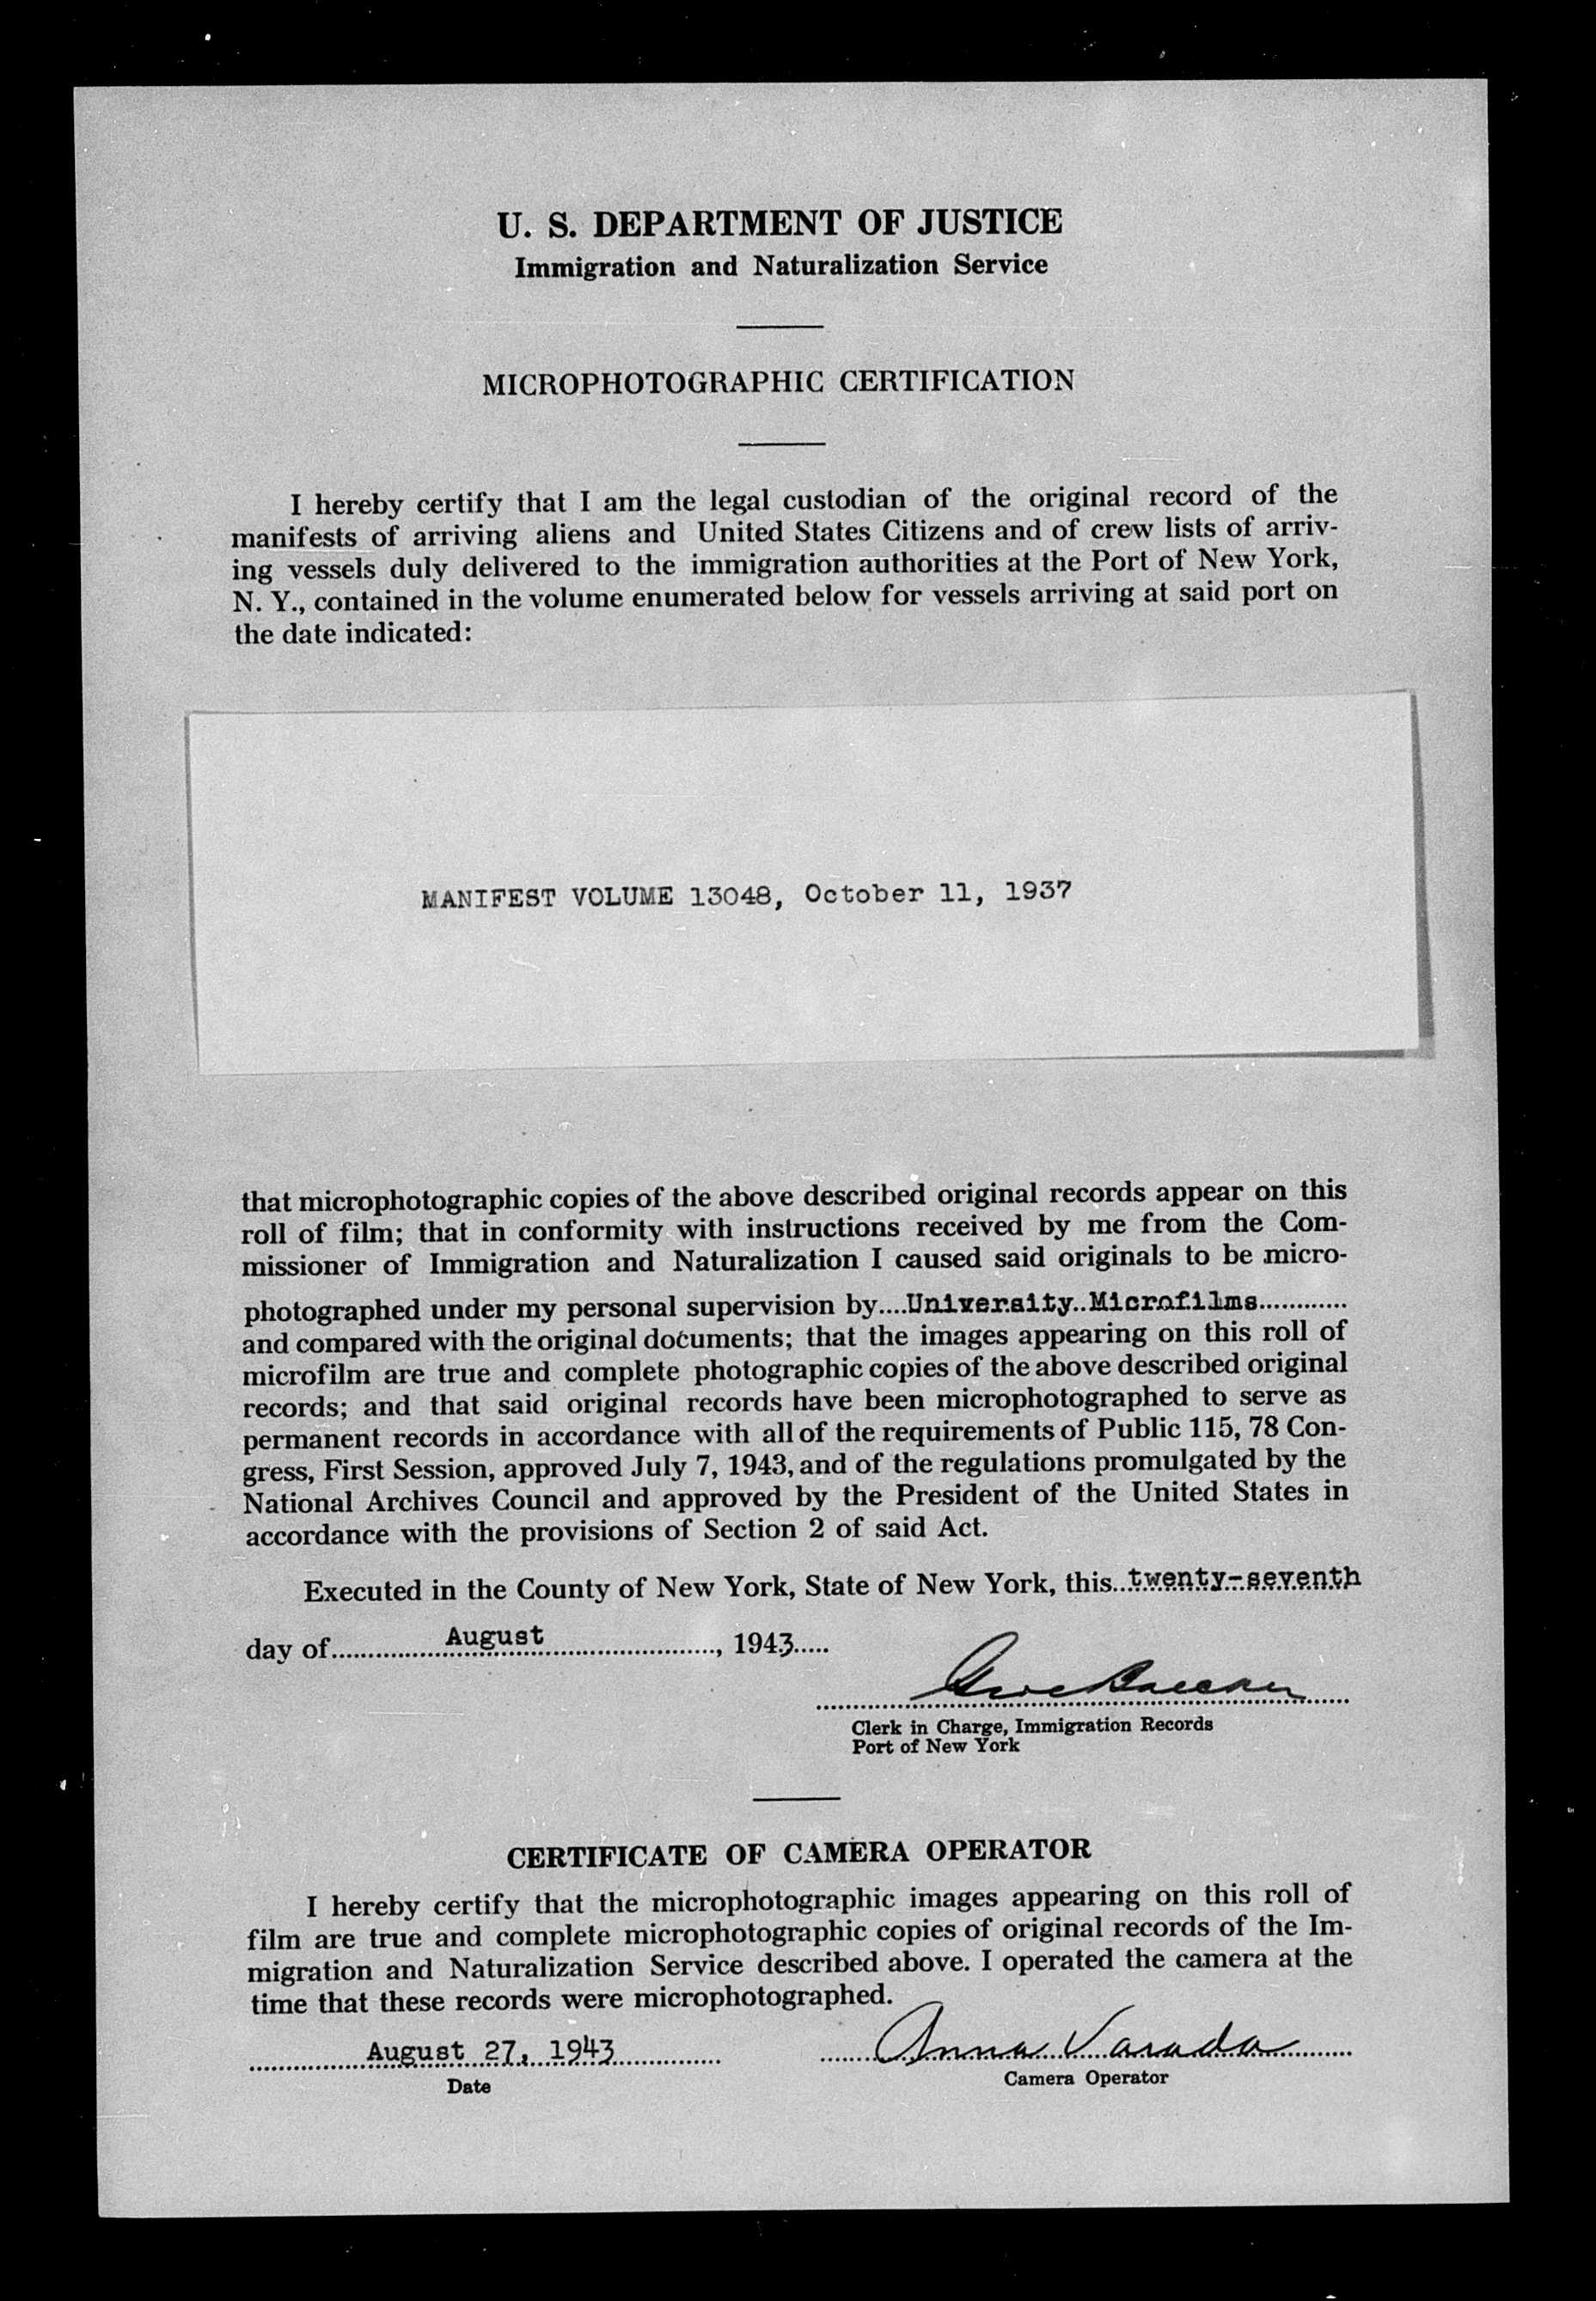 U. S. DEPARTMENT OF JUSTICE
Immigration and Naturalization Service
MICROPHOTOGRAPHIC CERTIFICATION
I hereby certify that I am the legal custodian of the original record of the
manifests of arriving aliens and United States Citizens and of crew lists of arriv-
ing vessels duly delivered to the immigration authorities at the Port of New York,
N. Y., contained in the volume enumerated below for vessels arriving at said port on
the date indicated:
MANIFEST VOLUME 13048, October 11, 1937
that microphotographic copies of the above described original records appear on this
roll of film; that in conformity with instructions received by me from the Com-
missioner of Immigration and Naturalization I caused said originals to be micro-
photographed under my personal supervision by....University..Microfilms............
and compared with the original documents; that the images appearing on this roll of
microfilm are true and complete photographic copies of the above described original
records; and that said original records have been microphotographed to serve as
permanent records in accordance with all of the requirements of Public 115, 78 Con-
gress, First Session, approved July 7, 1943, and of the regulations promulgated by the
National Archives Council and approved by the President of the United States in
accordance with the provisions of Section 2 of said Act.
Executed in the County of New York, State of New York, this..twenty-seventh
day of................August........................, 1943.....
Clerk in Charge, Immigration Records
Port of New York
CERTIFICATE OF CAMERA OPERATOR
I hereby certify that the microphotographic images appearing on this roll of
film are true and complete microphotographic copies of original records of the Im-
migration and Naturalization Service described above. I operated the camera at the
time that these records were microphotographed.
August 27, 1943
Anna Varada
Date
Camera Operator